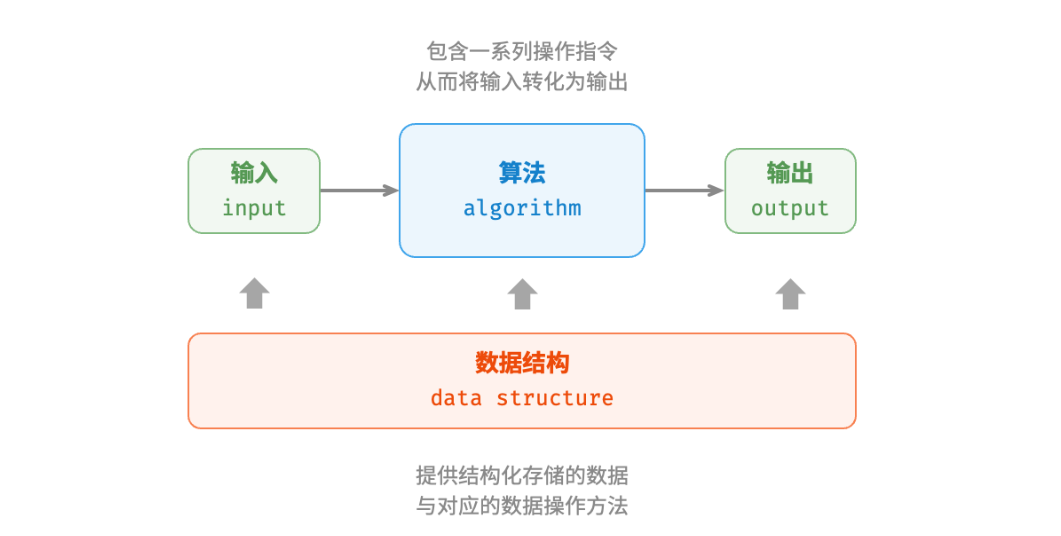 包含一系列操作指令
从而将输入转化为输出
输入
input
算法
algorithm
输出
output
数据结构
data structure
提供结构化存储的数据
与对应的数据操作方法